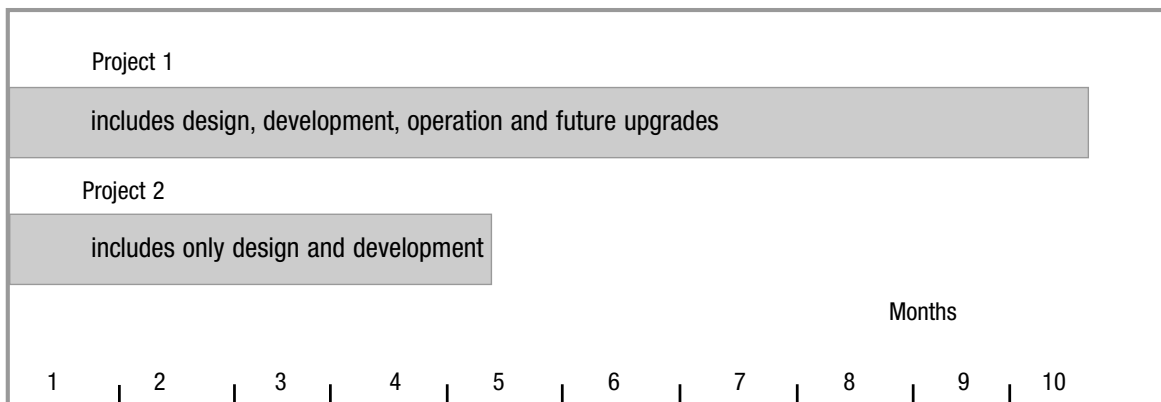 Project 1
includes design, development, operation and future upgrades
Project 2
includes only design and development
Months
1 2 3 4 5 6 7 8 9 10